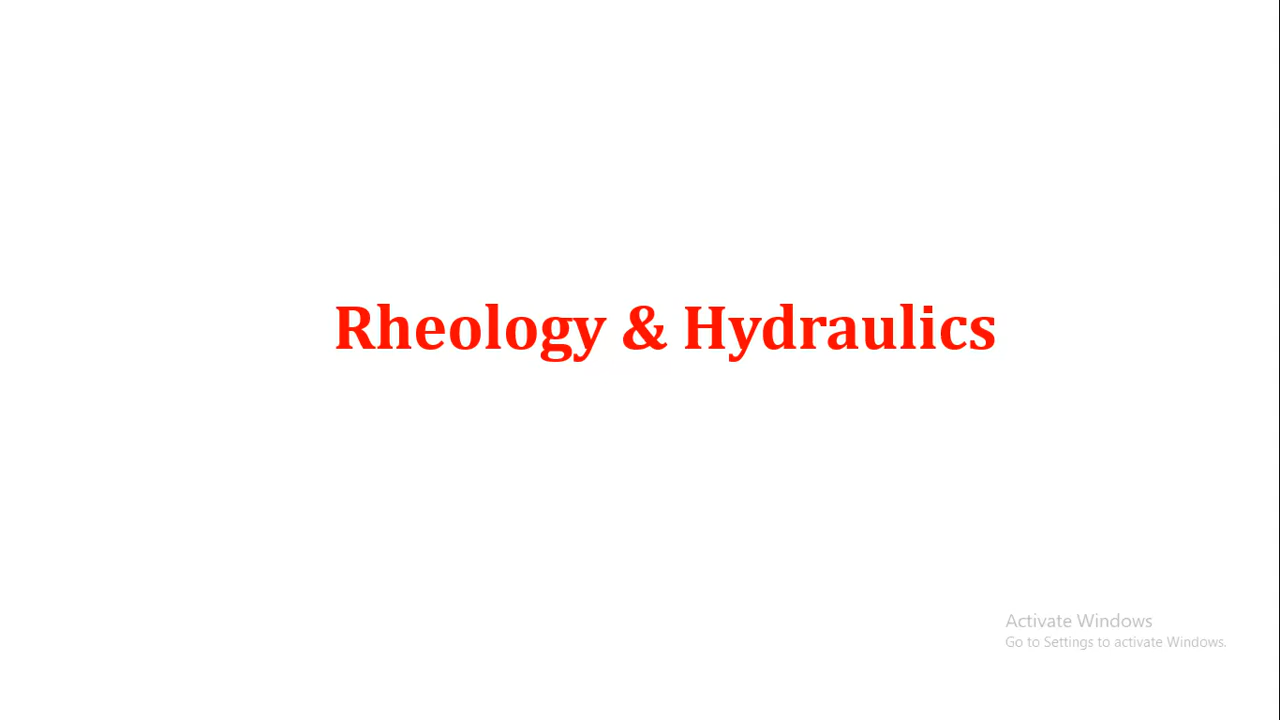 Rheology & Hydraulics
Activate Windows
Go to Settings to activate Windows.